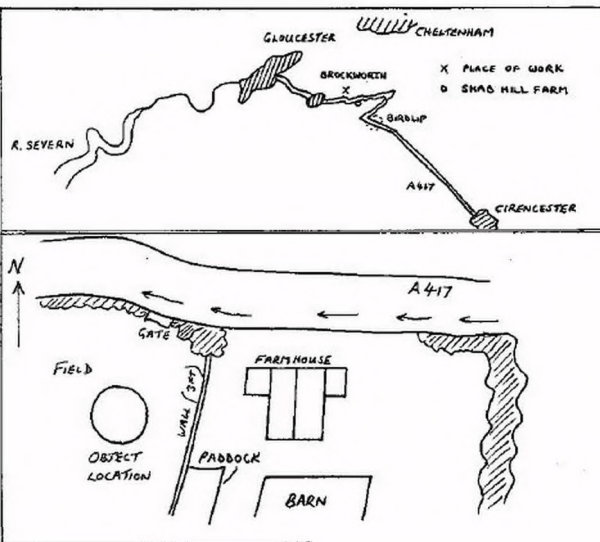 GLOUCESTER
CHELTENHAM
BROCKWORTH
X PLACE OF WORK
O SHAB HILL FARM
BIRDLIP
R. SEVERN
A417
CIRENCESTER
N
A417
GATE
FIELD
FARMHOUSE
WALL (3FT)
OBJECT
LOCATION
PADDOCK
BARN